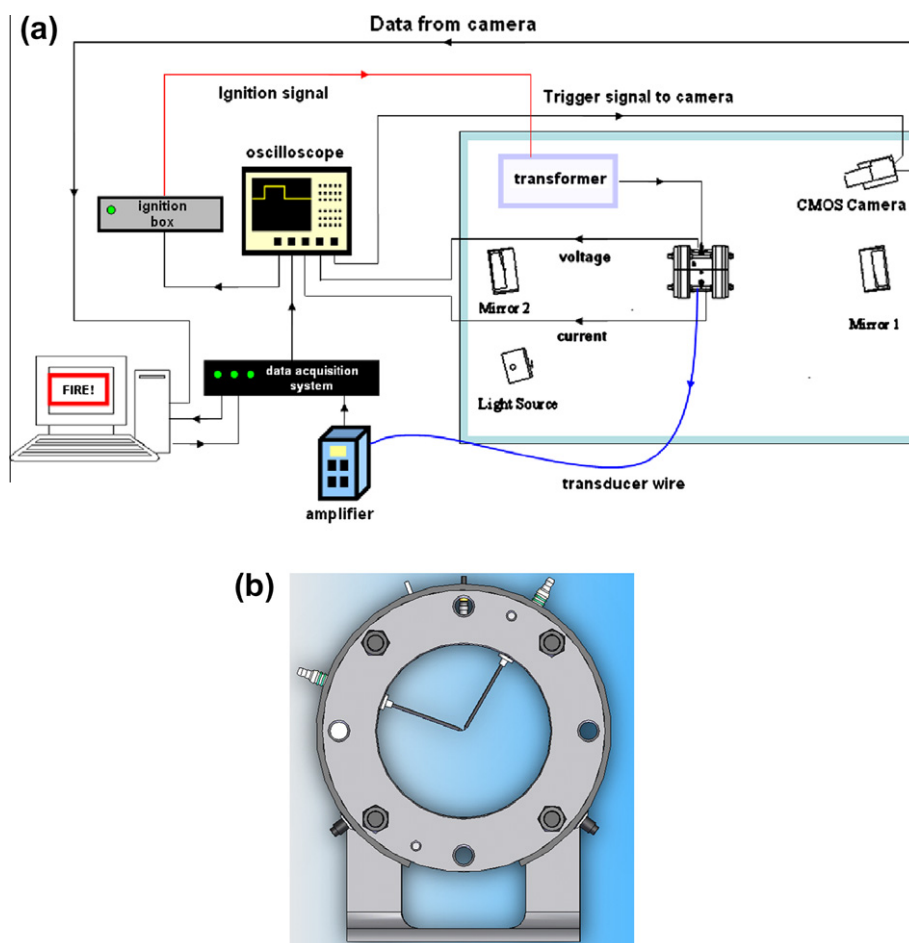 (a)
Data from camera
Ignition signal
Trigger signal to camera
oscilloscope
transformer
CMOS Camera
ignition
box
voltage
Mirror 2
Mirror 1
current
FIRE!
data acquisition
system
Light Source
transducer wire
amplifier
(b)